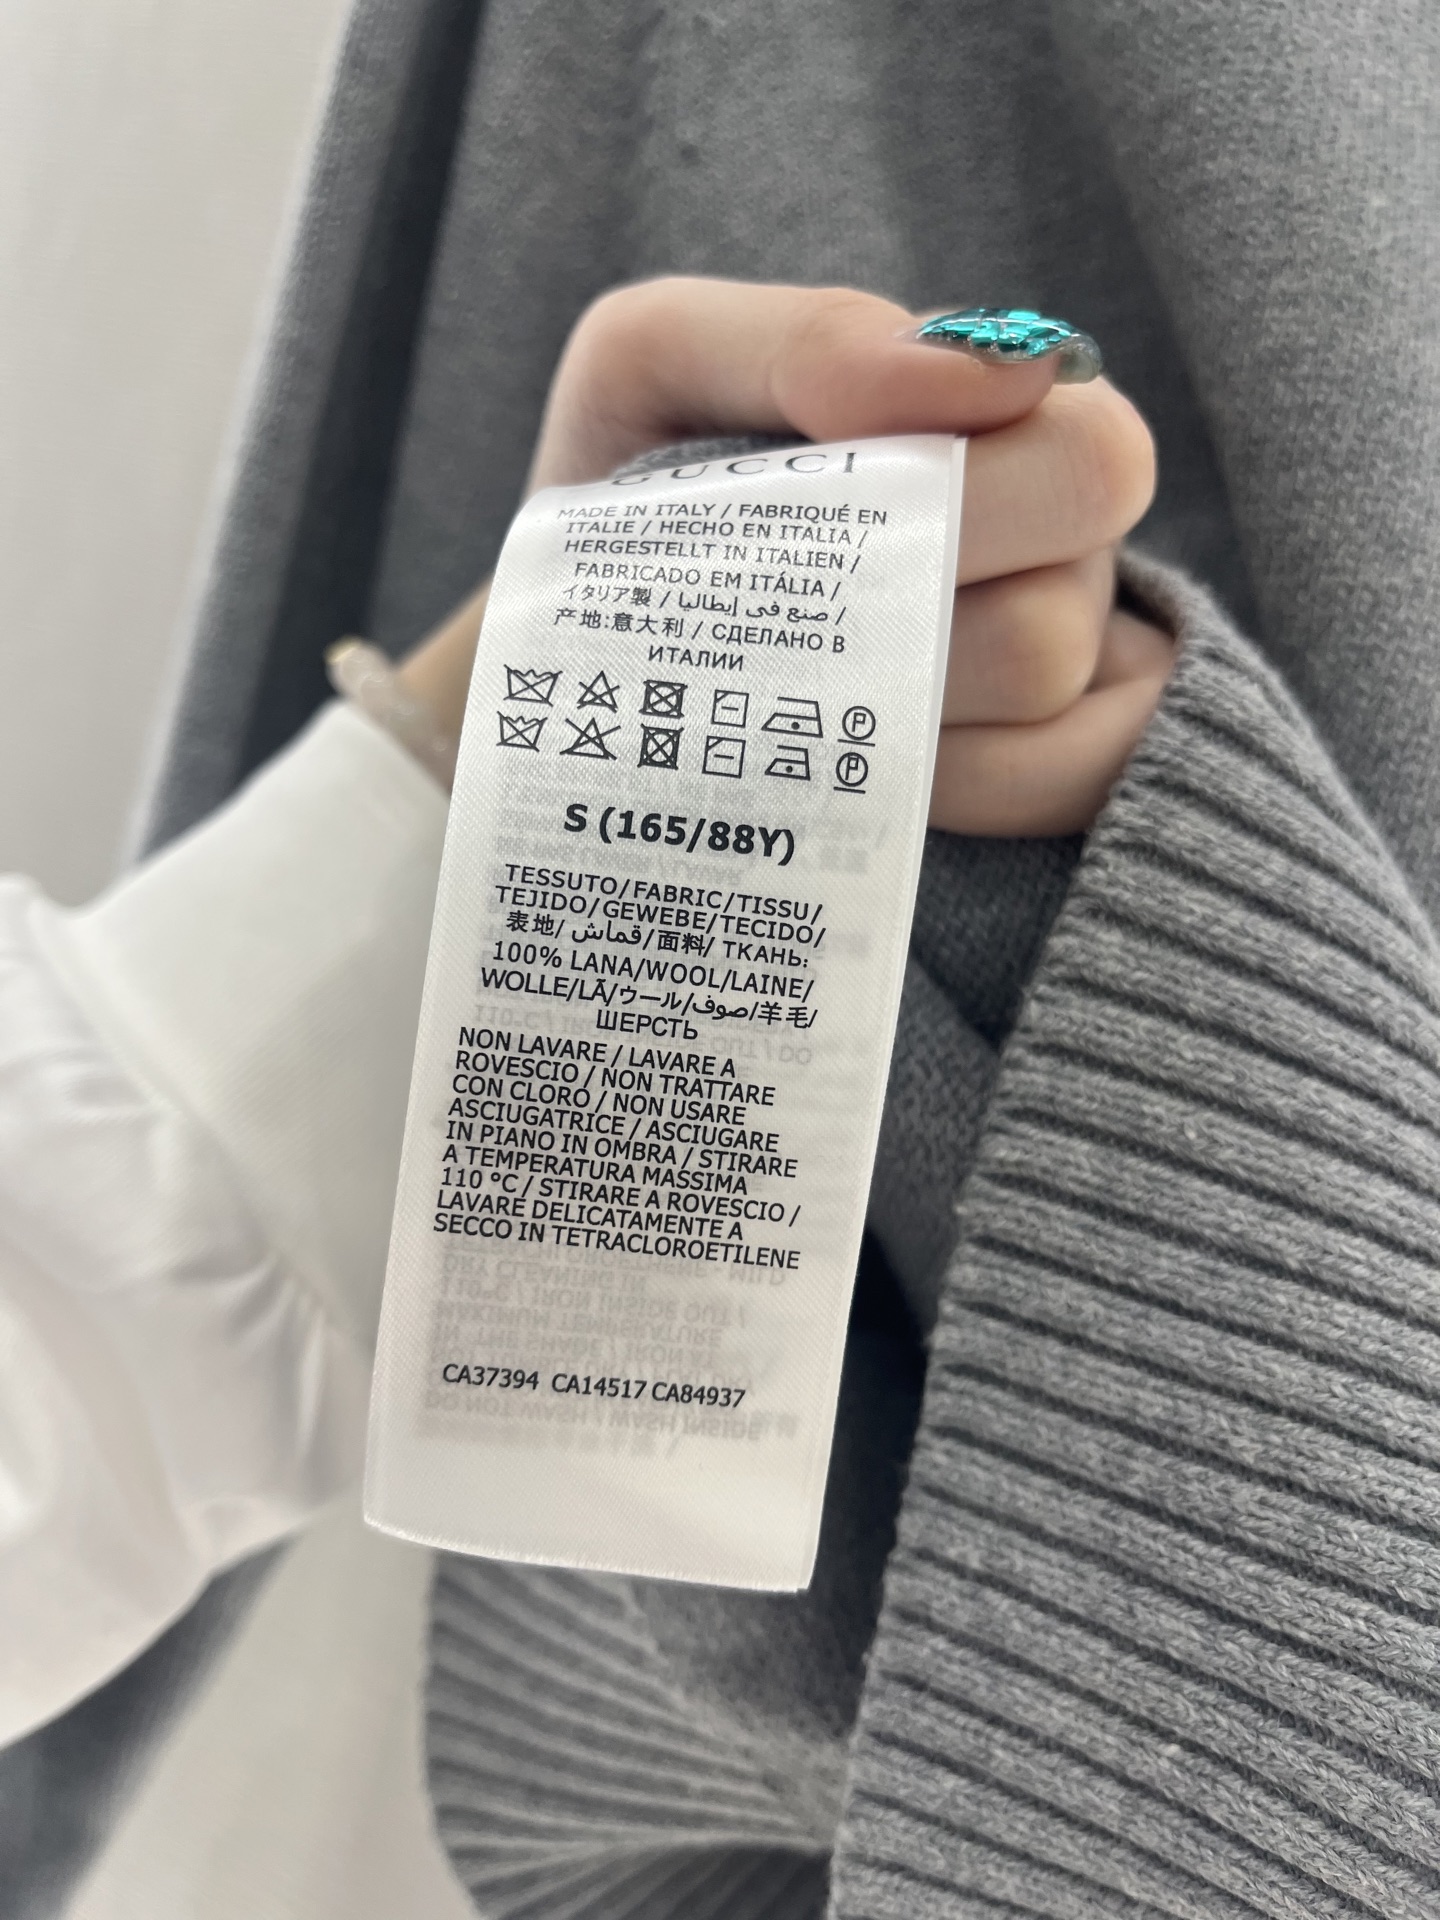 GUCCI
MADE IN ITALY / FABRIQUÉ EN
ITALIE / HECHO EN ITALIA /
HERGESTELLT IN ITALIEN /
FABRICADO EM ITÁLIA /
イタリア製 / صنع في إيطاليا /
产地:意大利 / СДЕЛАНО В
ИТАЛИИ
S (165/88Y)
TESSUTO/FABRIC/TISSU/
TEJIDO/GEWEBE/TECIDO/
表地/ قماش/面料/ ТКАНЬ:
100% LANA/WOOL/LAINE/
WOLLE/LÃ/ウール/صوف/羊毛/
ШЕРСТЬ
NON LAVARE / LAVARE A
ROVESCIO / NON TRATTARE
CON CLORO / NON USARE
ASCIUGATRICE / ASCIUGARE
IN PIANO IN OMBRA / STIRARE
A TEMPERATURA MASSIMA
110 °C / STIRARE A ROVESCIO /
LAVARE DELICATAMENTE A
SECCO IN TETRACLOROETILENE
CA37394 CA14517 CA84937